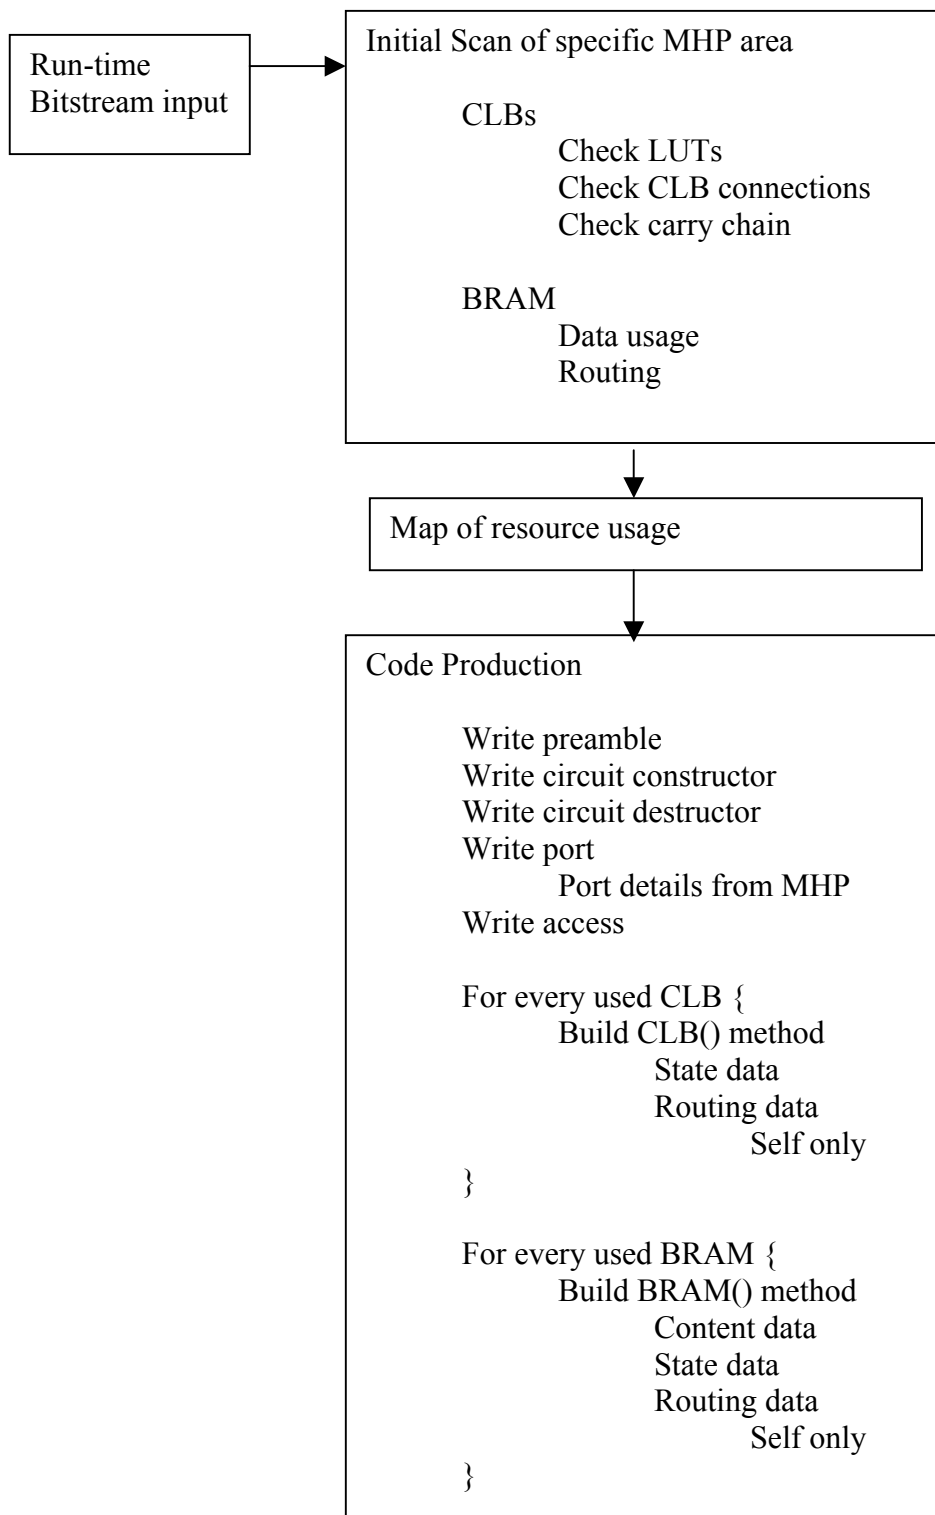 Run-time
Bitstream input
Initial Scan of specific MHP area
CLBs
Check LUTs
Check CLB connections
Check carry chain
BRAM
Data usage
Routing
Map of resource usage
Code Production
Write preamble
Write circuit constructor
Write circuit destructor
Write port
Port details from MHP
Write access
For every used CLB {
Build CLB() method
State data
Routing data
Self only
}
For every used BRAM {
Build BRAM() method
Content data
State data
Routing data
Self only
}